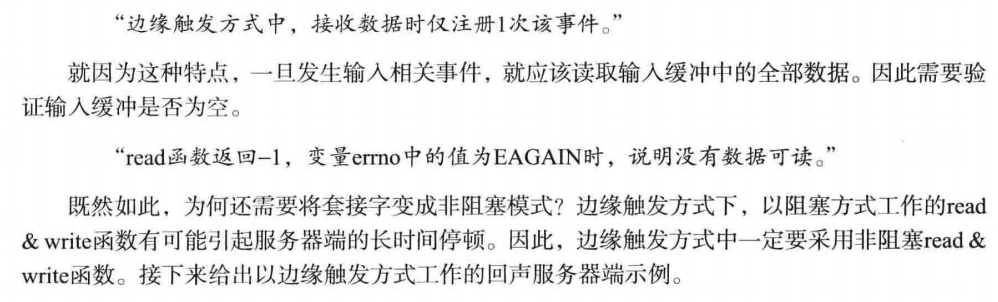 “边缘触发方式中，接收数据时仅注册1次该事件。”
就因为这种特点，一旦发生输入相关事件，就应该读取输入缓冲中的全部数据。因此需要验
证输入缓冲是否为空。
“read函数返回–1，变量errno中的值为EAGAIN时，说明没有数据可读。”
既然如此，为何还需要将套接字变成非阻塞模式？边缘触发方式下，以阻塞方式工作的read
& write函数有可能引起服务器端的长时间停顿。因此，边缘触发方式中一定要采用非阻塞read &
write函数。接下来给出以边缘触发方式工作的回声服务器端示例。